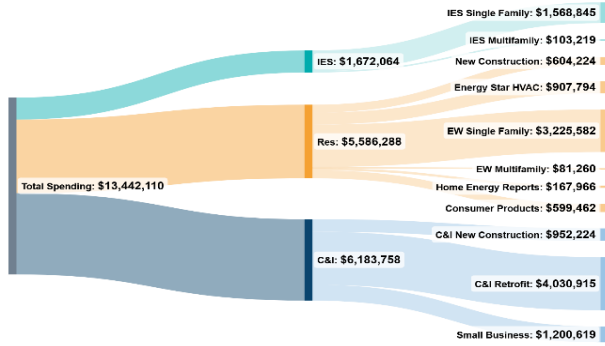 IES Single Family: $1,568,845
IES Multifamily: $103,219
New Construction: $604,224
IES: $1,672,064
Energy Star HVAC: $907,794
EW Single Family: $3,225,582
Res: $5,586,288
EW Multifamily: $81,260
Total Spending: $13,442,110
Home Energy Reports: $167,966
Consumer Products: $599,462
C&I New Construction: $952,224
C&I: $6,183,758
C&I Retrofit: $4,030,915
Small Business: $1,200,619